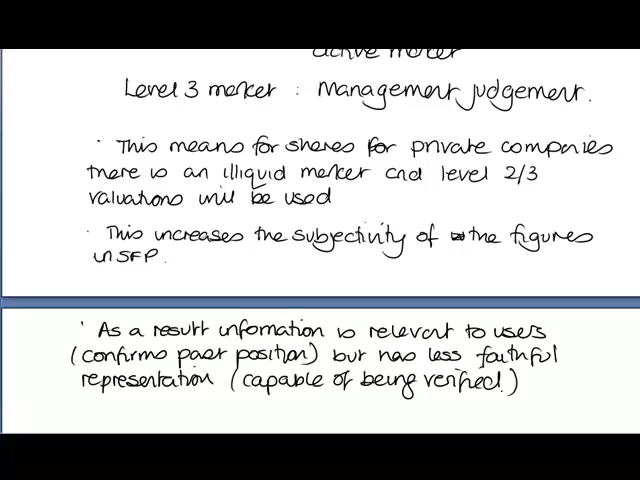 active market
Level 3 market : Management judgement.
· This means for shares for private companies
there is an illiquid market and level 2/3
valuations will be used
· This increases the subjectivity of the figures
in SFP.
· As a result information is relevant to users
(confirms past position) but has less faithful
representation (capable of being verified.)